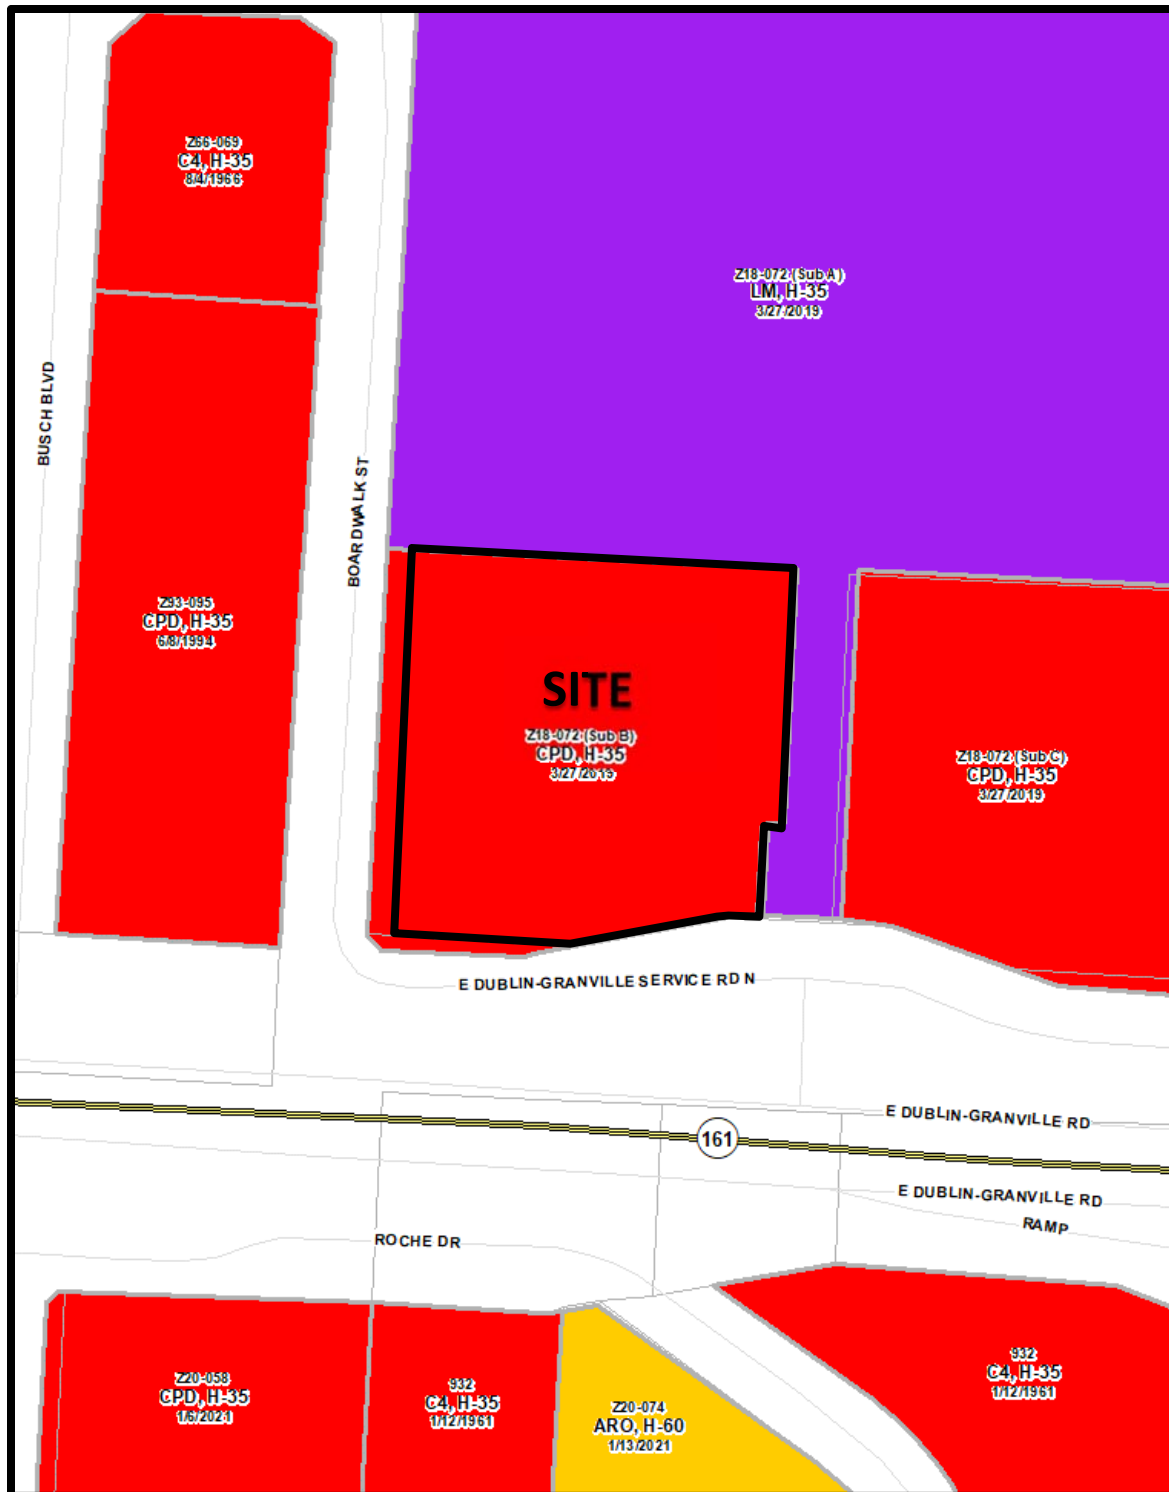 Z66-069
C4, H-35
8/4/1966
Z18-072 (Sub A)
LM, H-35
3/27/2019
BUSCH BLVD
BOARDWALK ST
Z93-095
CPD, H-35
6/8/1994
SITE
Z18-072 (Sub B)
CPD, H-35
3/27/2019
Z18-072 (Sub C)
CPD, H-35
3/27/2019
E DUBLIN-GRANVILLE SERVICE RD N
E DUBLIN-GRANVILLE RD
161
E DUBLIN-GRANVILLE RD
RAMP
ROCHE DR
Z20-058
CPD, H-35
1/6/2021
932
C4, H-35
1/12/1961
Z20-074
ARO, H-60
1/13/2021
932
C4, H-35
1/12/1961